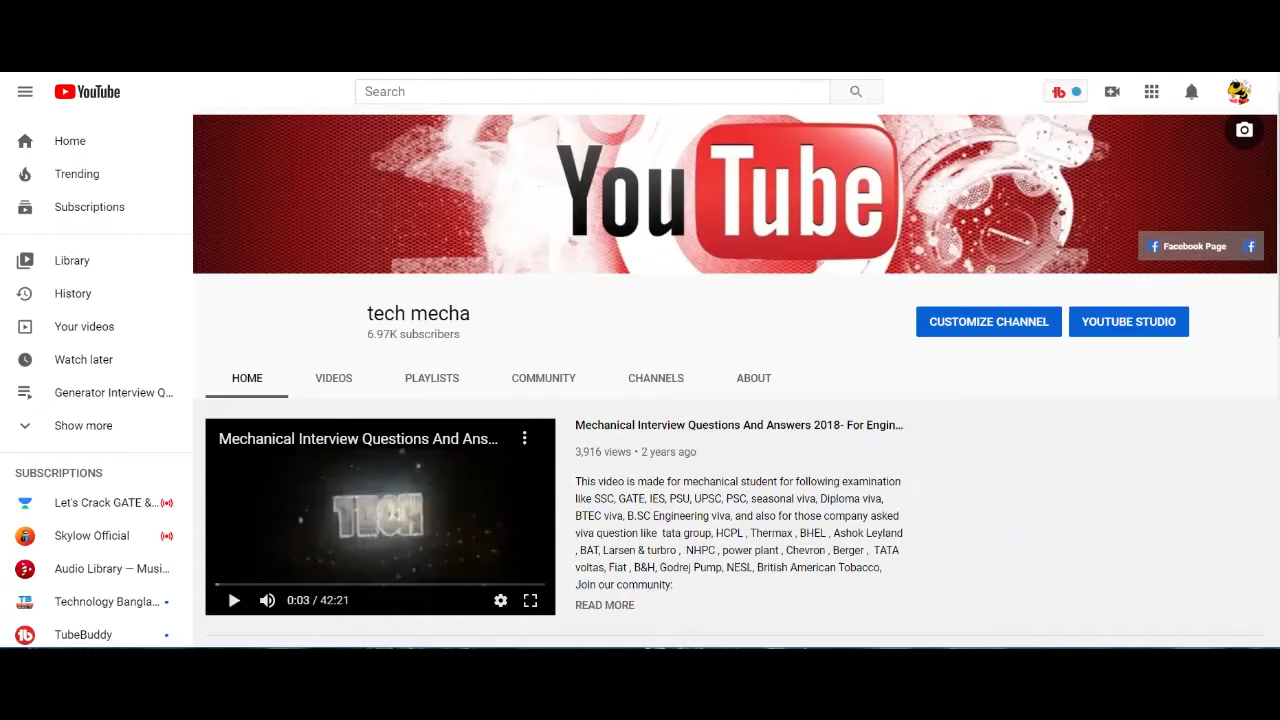 YouTube
Search
Home
Trending
Subscriptions
Library
History
Your videos
Watch later
Generator Interview Q...
Show more
SUBSCRIPTIONS
Let's Crack GATE &...
Skylow Official
Audio Library — Musi...
Technology Bangla...
TubeBuddy
YouTube
Facebook Page
tech mecha
6.97K subscribers
CUSTOMIZE CHANNEL
YOUTUBE STUDIO
HOME VIDEOS PLAYLISTS COMMUNITY CHANNELS ABOUT
Mechanical Interview Questions And Ans...
TECH
0:03 / 42:21
Mechanical Interview Questions And Answers 2018- For Engin...
3,916 views • 2 years ago
This video is made for mechanical student for following examination
like SSC, GATE, IES, PSU, UPSC, PSC, seasonal viva, Diploma viva,
BTEC viva, B.SC Engineering viva, and also for those company asked
viva question like tata group, HCPL , Thermax , BHEL , Ashok Leyland
, BAT, Larsen & turbro , NHPC , power plant , Chevron , Berger , TATA
voltas, Fiat , B&H, Godrej Pump, NESL, British American Tobacco,
Join our community:
READ MORE